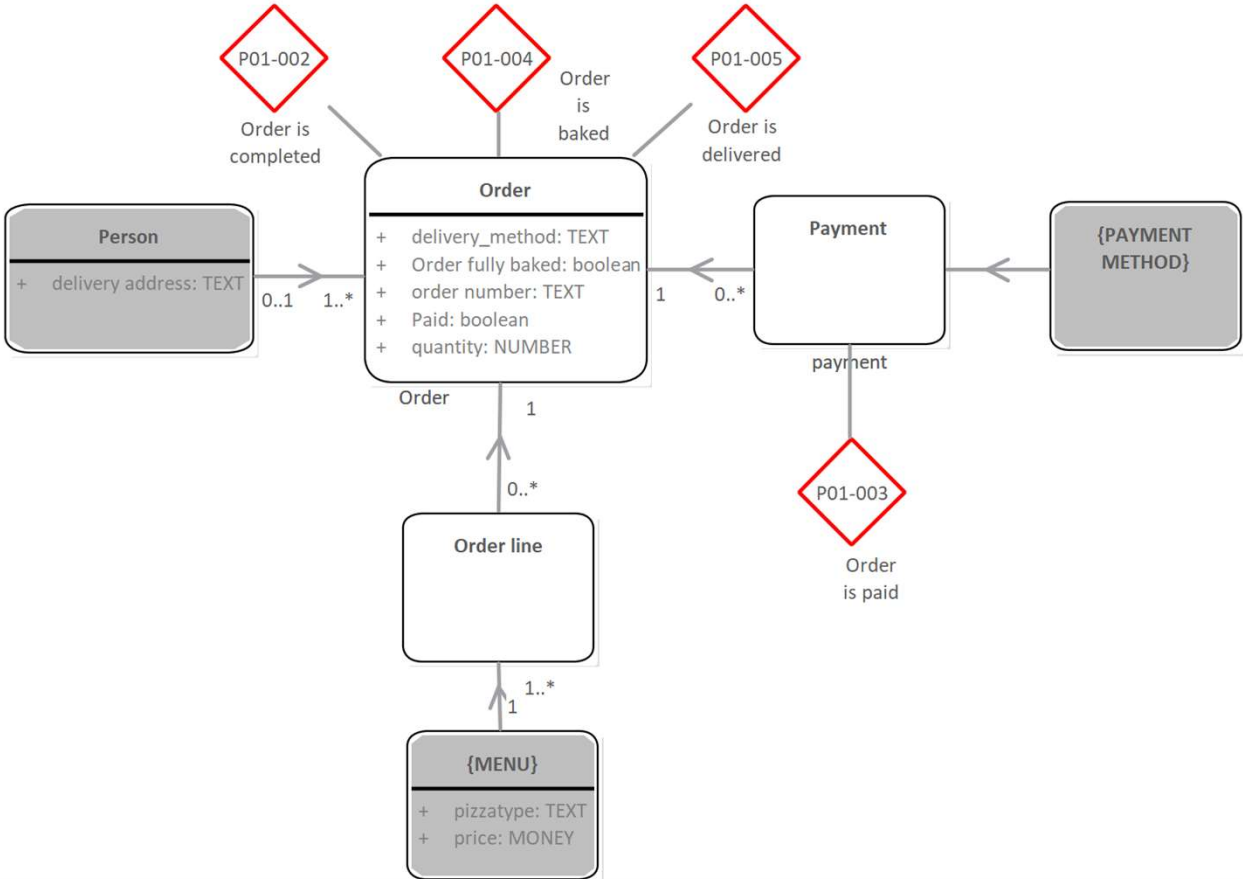 P01-002
P01-004
P01-005
Order is
completed
Order
is
baked
Order is
delivered
Person
+ delivery address: TEXT
0..1
1..*
Order
+ delivery_method: TEXT
+ Order fully baked: boolean
+ order number: TEXT
+ Paid: boolean
+ quantity: NUMBER
Order
1
0..*
Payment
payment
{PAYMENT
METHOD}
1
0..*
Order line
P01-003
Order
is paid
1..*
1
{MENU}
+ pizzatype: TEXT
+ price: MONEY